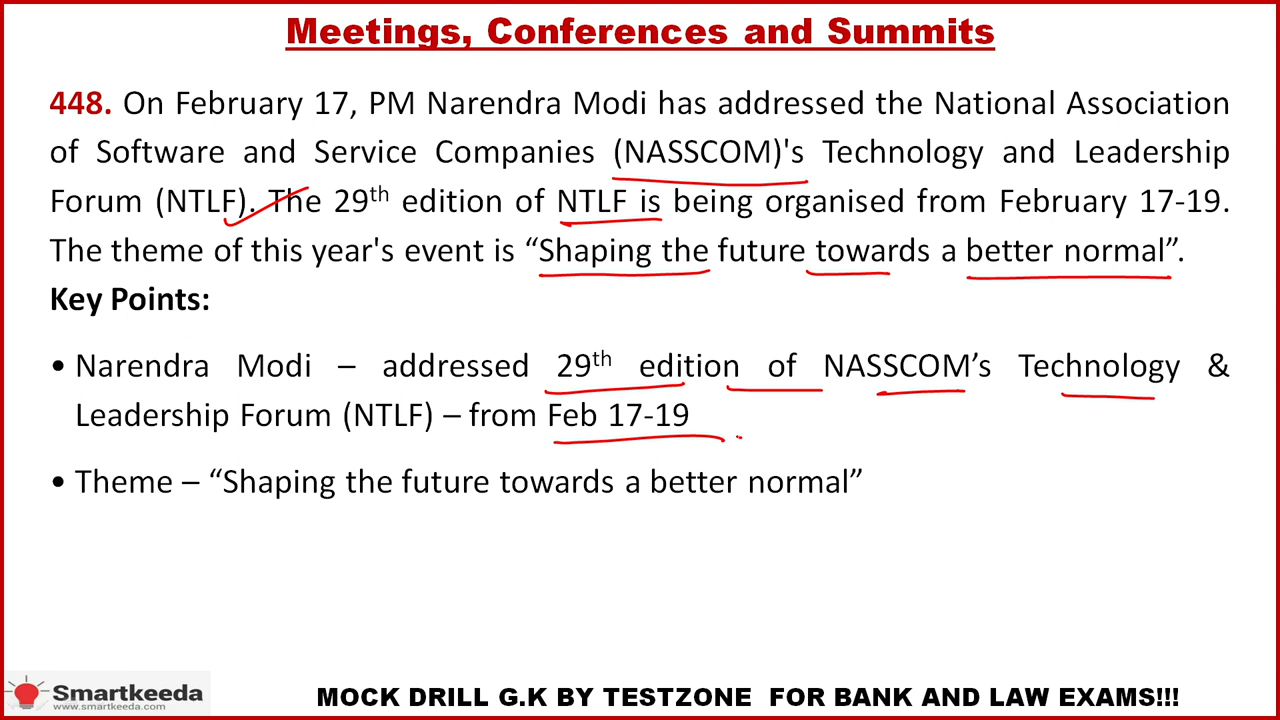 Meetings, Conferences and Summits
448. On February 17, PM Narendra Modi has addressed the National Association
of Software and Service Companies (NASSCOM)'s Technology and Leadership
Forum (NTLF). The 29th edition of NTLF is being organised from February 17-19.
The theme of this year's event is “Shaping the future towards a better normal”.
Key Points:
• Narendra Modi – addressed 29th edition of NASSCOM’s Technology &
Leadership Forum (NTLF) – from Feb 17-19
• Theme – “Shaping the future towards a better normal”
Smartkeeda
www.smartkeeda.com
MOCK DRILL G.K BY TESTZONE FOR BANK AND LAW EXAMS!!!